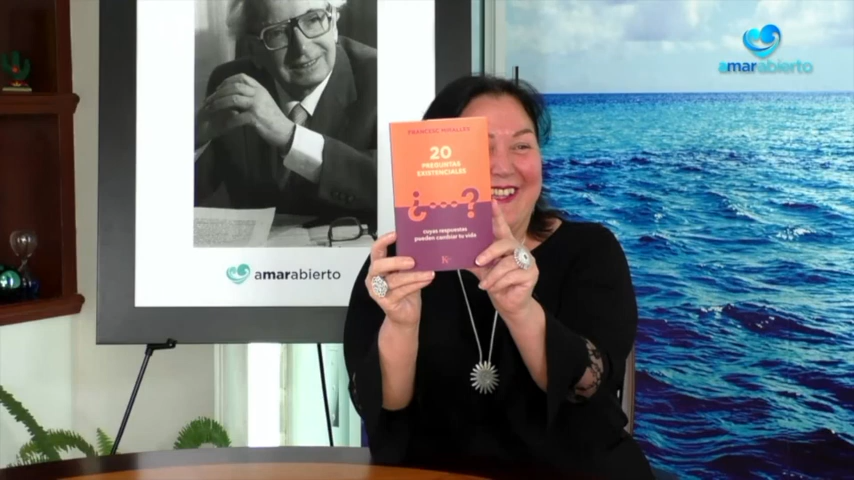 amarabierto
FRANCESC MIRALLES
20
PREGUNTAS
EXISTENCIALES
¿·····?
cuyas respuestas
pueden cambiar tu vida
amarabierto